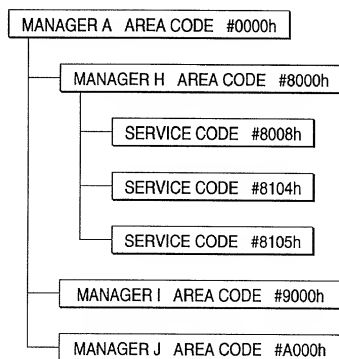 MANAGER A AREA CODE #0000h
MANAGER H AREA CODE #8000h
SERVICE CODE #8008h
SERVICE CODE #8104h
SERVICE CODE #8105h
MANAGER I AREA CODE #9000h
MANAGER J AREA CODE #A000h